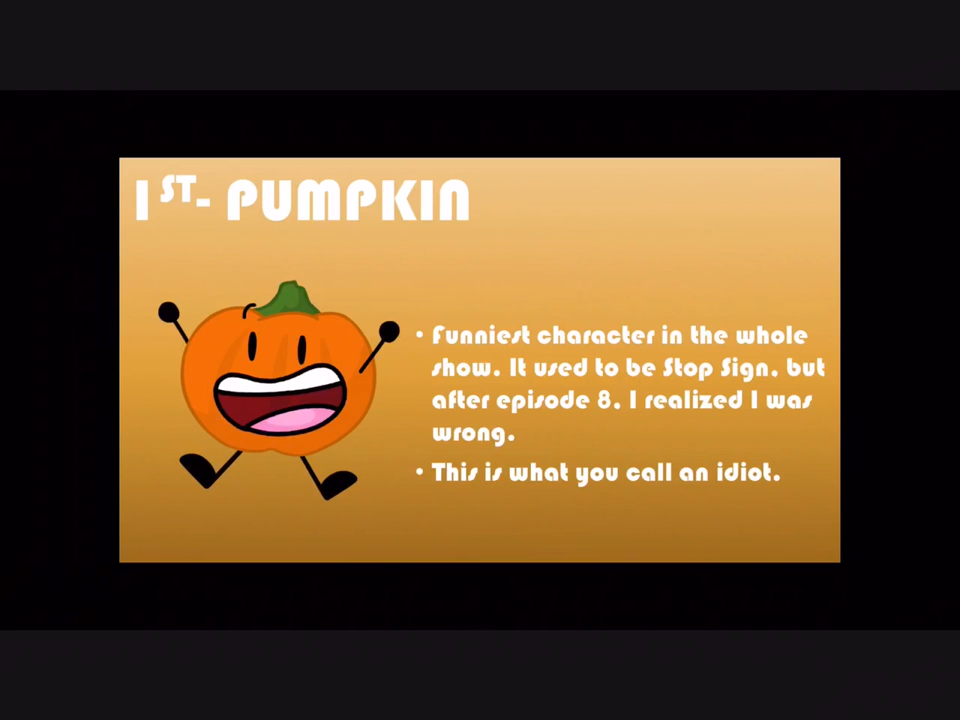 1ST- PUMPKIN
• Funniest character in the whole
show. It used to be Stop Sign, but
after episode 8, I realized I was
wrong.
• This is what you call an idiot.